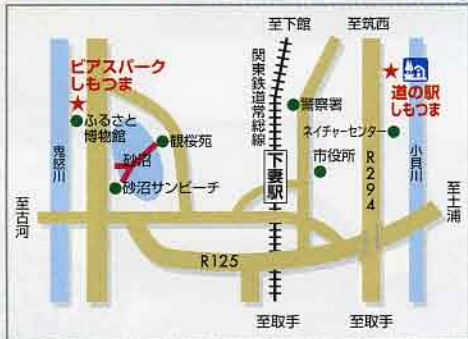 至下館
至筑西
ビアスパーク
しもつま
関東鉄道常総線
道の駅
しもつま
警察署
ふるさと
博物館
観桜苑
ネイチャーセンター
鬼怒川
砂沼
下妻駅
市役所
R294
小貝川
砂沼サンビーチ
至古河
至土浦
R125
至取手
至取手